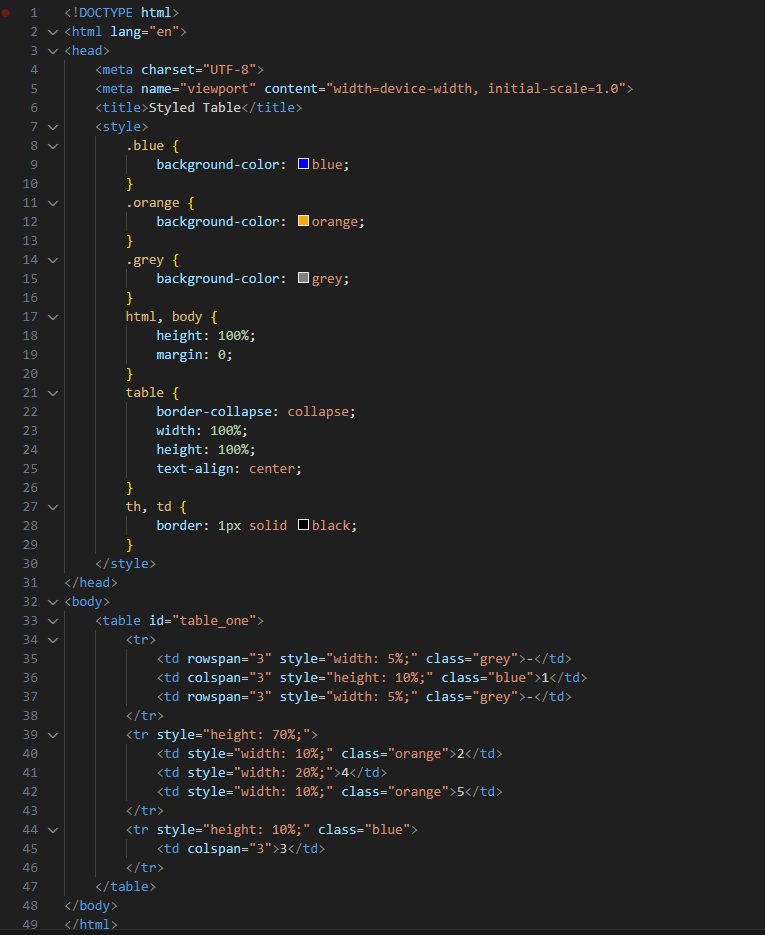 1 <!DOCTYPE html>
2 <html lang="en">
3 <head>
4     <meta charset="UTF-8">
5     <meta name="viewport" content="width=device-width, initial-scale=1.0">
6     <title>Styled Table</title>
7     <style>
8         .blue {
9             background-color: blue;
10         }
11         .orange {
12             background-color: orange;
13         }
14         .grey {
15             background-color: grey;
16         }
17         html, body {
18             height: 100%;
19             margin: 0;
20         }
21         table {
22             border-collapse: collapse;
23             width: 100%;
24             height: 100%;
25             text-align: center;
26         }
27         th, td {
28             border: 1px solid black;
29         }
30     </style>
31 </head>
32 <body>
33     <table id="table_one">
34         <tr>
35             <td rowspan="3" style="width: 5%;" class="grey">-</td>
36             <td colspan="3" style="height: 10%;" class="blue">1</td>
37             <td rowspan="3" style="width: 5%;" class="grey">-</td>
38         </tr>
39         <tr style="height: 70%;">
40             <td style="width: 10%;" class="orange">2</td>
41             <td style="width: 20%;">4</td>
42             <td style="width: 10%;" class="orange">5</td>
43         </tr>
44         <tr style="height: 10%;" class="blue">
45             <td colspan="3">3</td>
46         </tr>
47     </table>
48 </body>
49 </html>